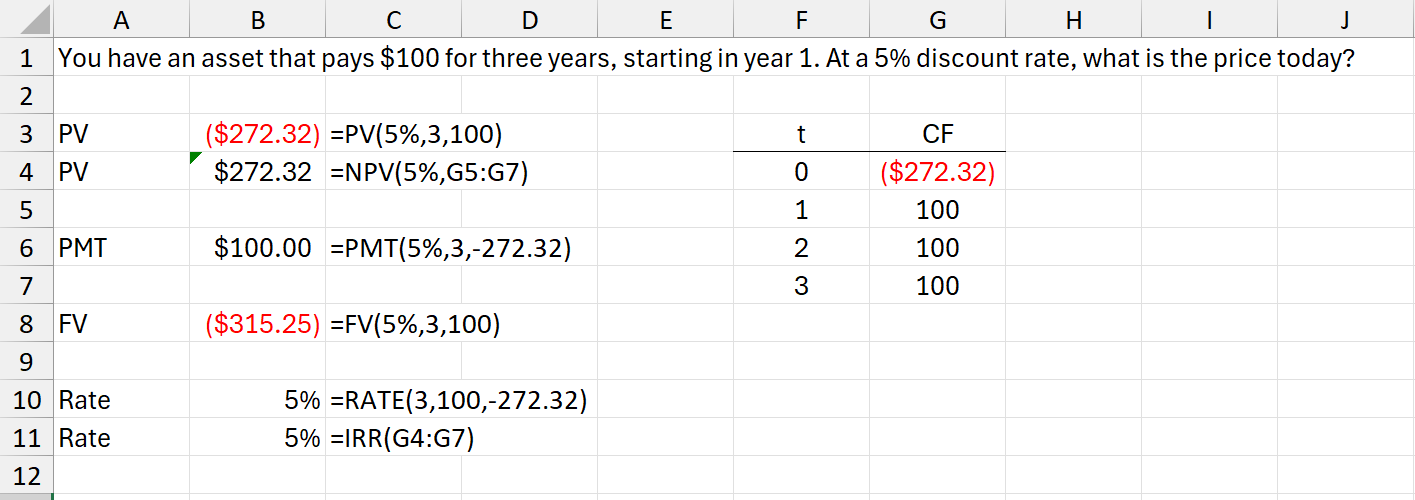 A B C D E F G H I J
1 You have an asset that pays $100 for three years, starting in year 1. At a 5% discount rate, what is the price today?
2
3 PV ($272.32) =PV(5%,3,100) t CF
4 PV $272.32 =NPV(5%,G5:G7) 0 ($272.32)
5 1 100
6 PMT $100.00 =PMT(5%,3,-272.32) 2 100
7 3 100
8 FV ($315.25) =FV(5%,3,100)
9
10 Rate 5% =RATE(3,100,-272.32)
11 Rate 5% =IRR(G4:G7)
12